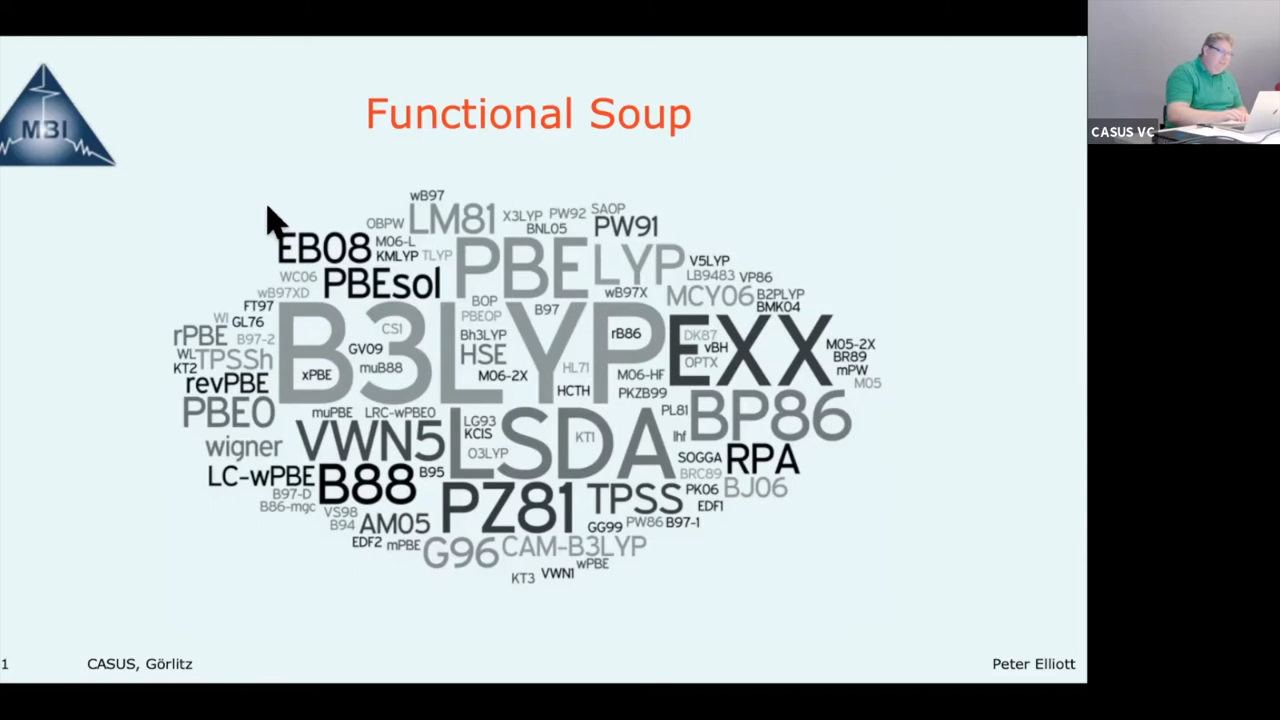 Functional Soup
MBI
CASUS VC
wB97
OBPW LM81 X3LYP PW92 SAOP
BNL05 PW91
EB08 M06-L
KMLYP TLYP PBE LYP V5LYP
WC06 PBEsol LB9483 VP86
wB97XD BOP wB97X MCY06 B2PLYP
FT97 PBEOP B97 BMK04
WI GL76 CS1 B3LYP rB86 DK87 EXX
rPBE B97-2 GV09 Bh3LYP vBH M05-2X
WL TPSSh HSE OPTX BR89
KT2 muB88 HL71 mPW
revPBE xPBE M06-2X M06-HF M05
HCTH PKZB99
PBE0 muPBE LRC-wPBE0 PL81 BP86
LG93
wigner VWN5 KCIS LSDA KT1 lhf
O3LYP SOGGA RPA
LC-wPBE B88 B95 BRC89
B97-D PZ81 TPSS PK06 BJ06
B86-mgc VS98 EDF1
B94 AM05 GG99 PW86 B97-1
EDF2 mPBE G96 CAM-B3LYP
wPBE
KT3 VWN1
1 CASUS, Görlitz Peter Elliott